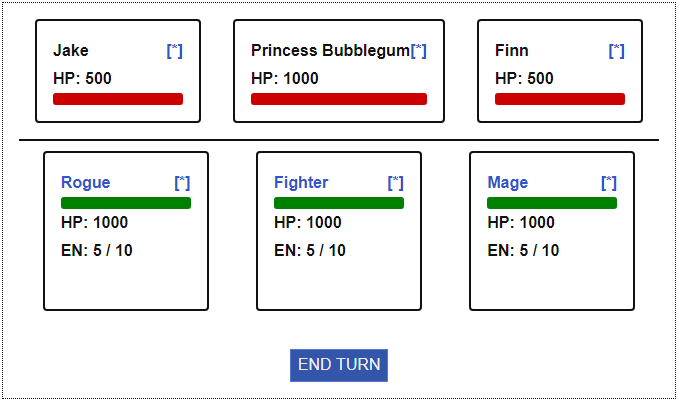 Jake [*] Princess Bubblegum[*] Finn [*]
HP: 500 HP: 1000 HP: 500
Rogue [*] Fighter [*] Mage [*]
HP: 1000 HP: 1000 HP: 1000
EN: 5 / 10 EN: 5 / 10 EN: 5 / 10
END TURN